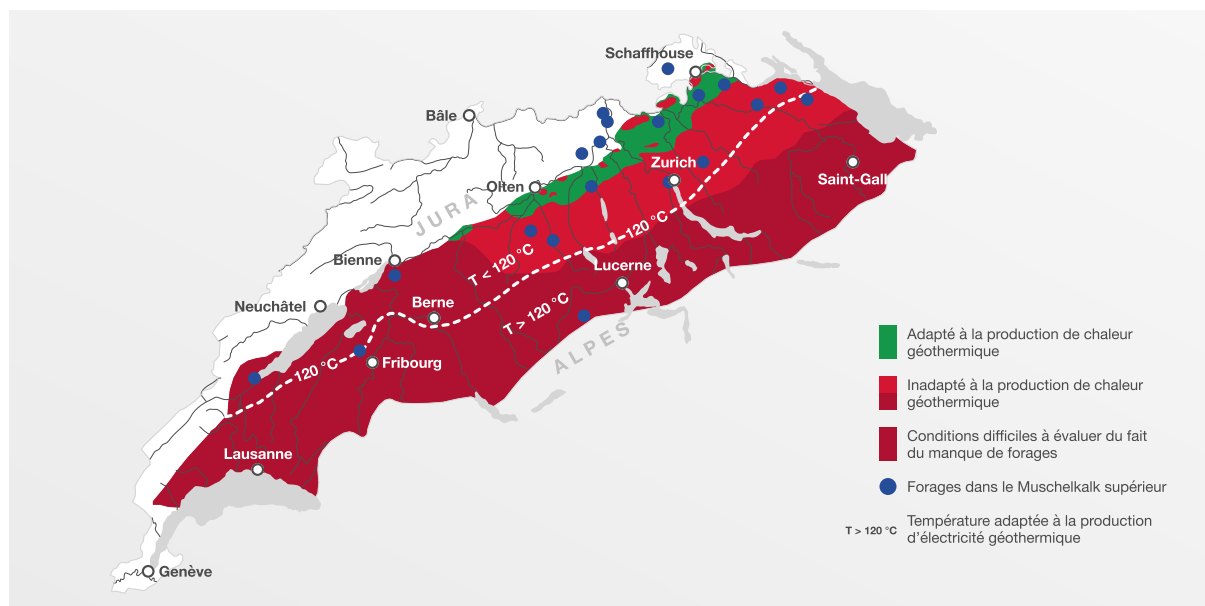 Schaffhouse
Bâle
Zurich
Saint-Gall
Olten
JURA
120 °C
Bienne
T < 120 °C
Lucerne
Neuchâtel
Berne
T > 120 °C
ALPES
120 °C
Fribourg
Lausanne
Genève
Adapté à la production de chaleur
géothermique
Inadapté à la production de chaleur
géothermique
Conditions difficiles à évaluer du fait
du manque de forages
Forages dans le Muschelkalk supérieur
T > 120 °C
Température adaptée à la production
d’électricité géothermique